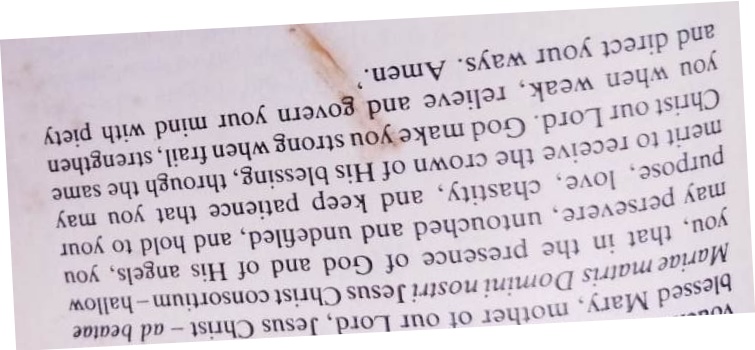 blessed Mary, mother of our Lord, Jesus Christ – ad beatae
Mariae matris Domini nostri Jesus Christ consortium – hallow
you, that in the presence of God and of His angels, you
may persevere, untouched and undefiled, and hold to your
purpose, love, chastity, and keep patience that you may
merit to receive the crown of His blessing, through the same
Christ our Lord. God make you strong when frail, strengthen
you when weak, relieve and govern your mind with piety
and direct your ways. Amen.’